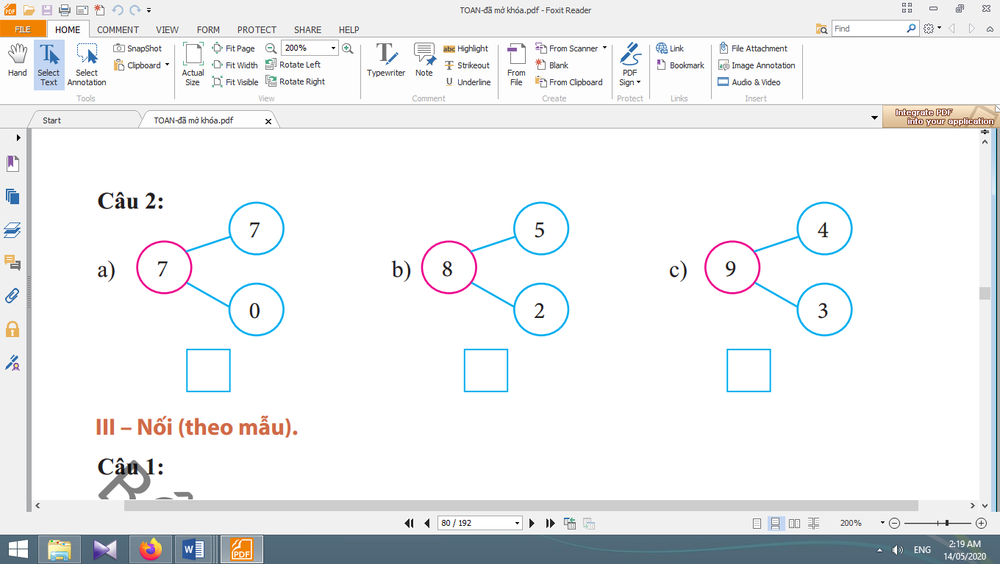 TOAN-đã mở khóa.pdf - Foxit Reader
FILE HOME COMMENT VIEW FORM PROTECT SHARE HELP
Find
Hand
Select Text
Select Annotation
SnapShot
Clipboard
Tools
Actual Size
Fit Page
Fit Width
Fit Visible
200%
Rotate Left
Rotate Right
View
Typewriter
Note
Highlight
Strikeout
Underline
Comment
From File
From Scanner
Blank
From Clipboard
Create
PDF Sign
Protect
Link
Bookmark
Links
File Attachment
Image Annotation
Audio & Video
Insert
Start
TOAN-đã mở khóa.pdf
Integrate PDF
into your application
Câu 2:
a) 7 7 0
b) 8 5 2
c) 9 4 3
III – Nối (theo mẫu).
Câu 1:
80 / 192
200%
ENG
2:19 AM
14/05/2020